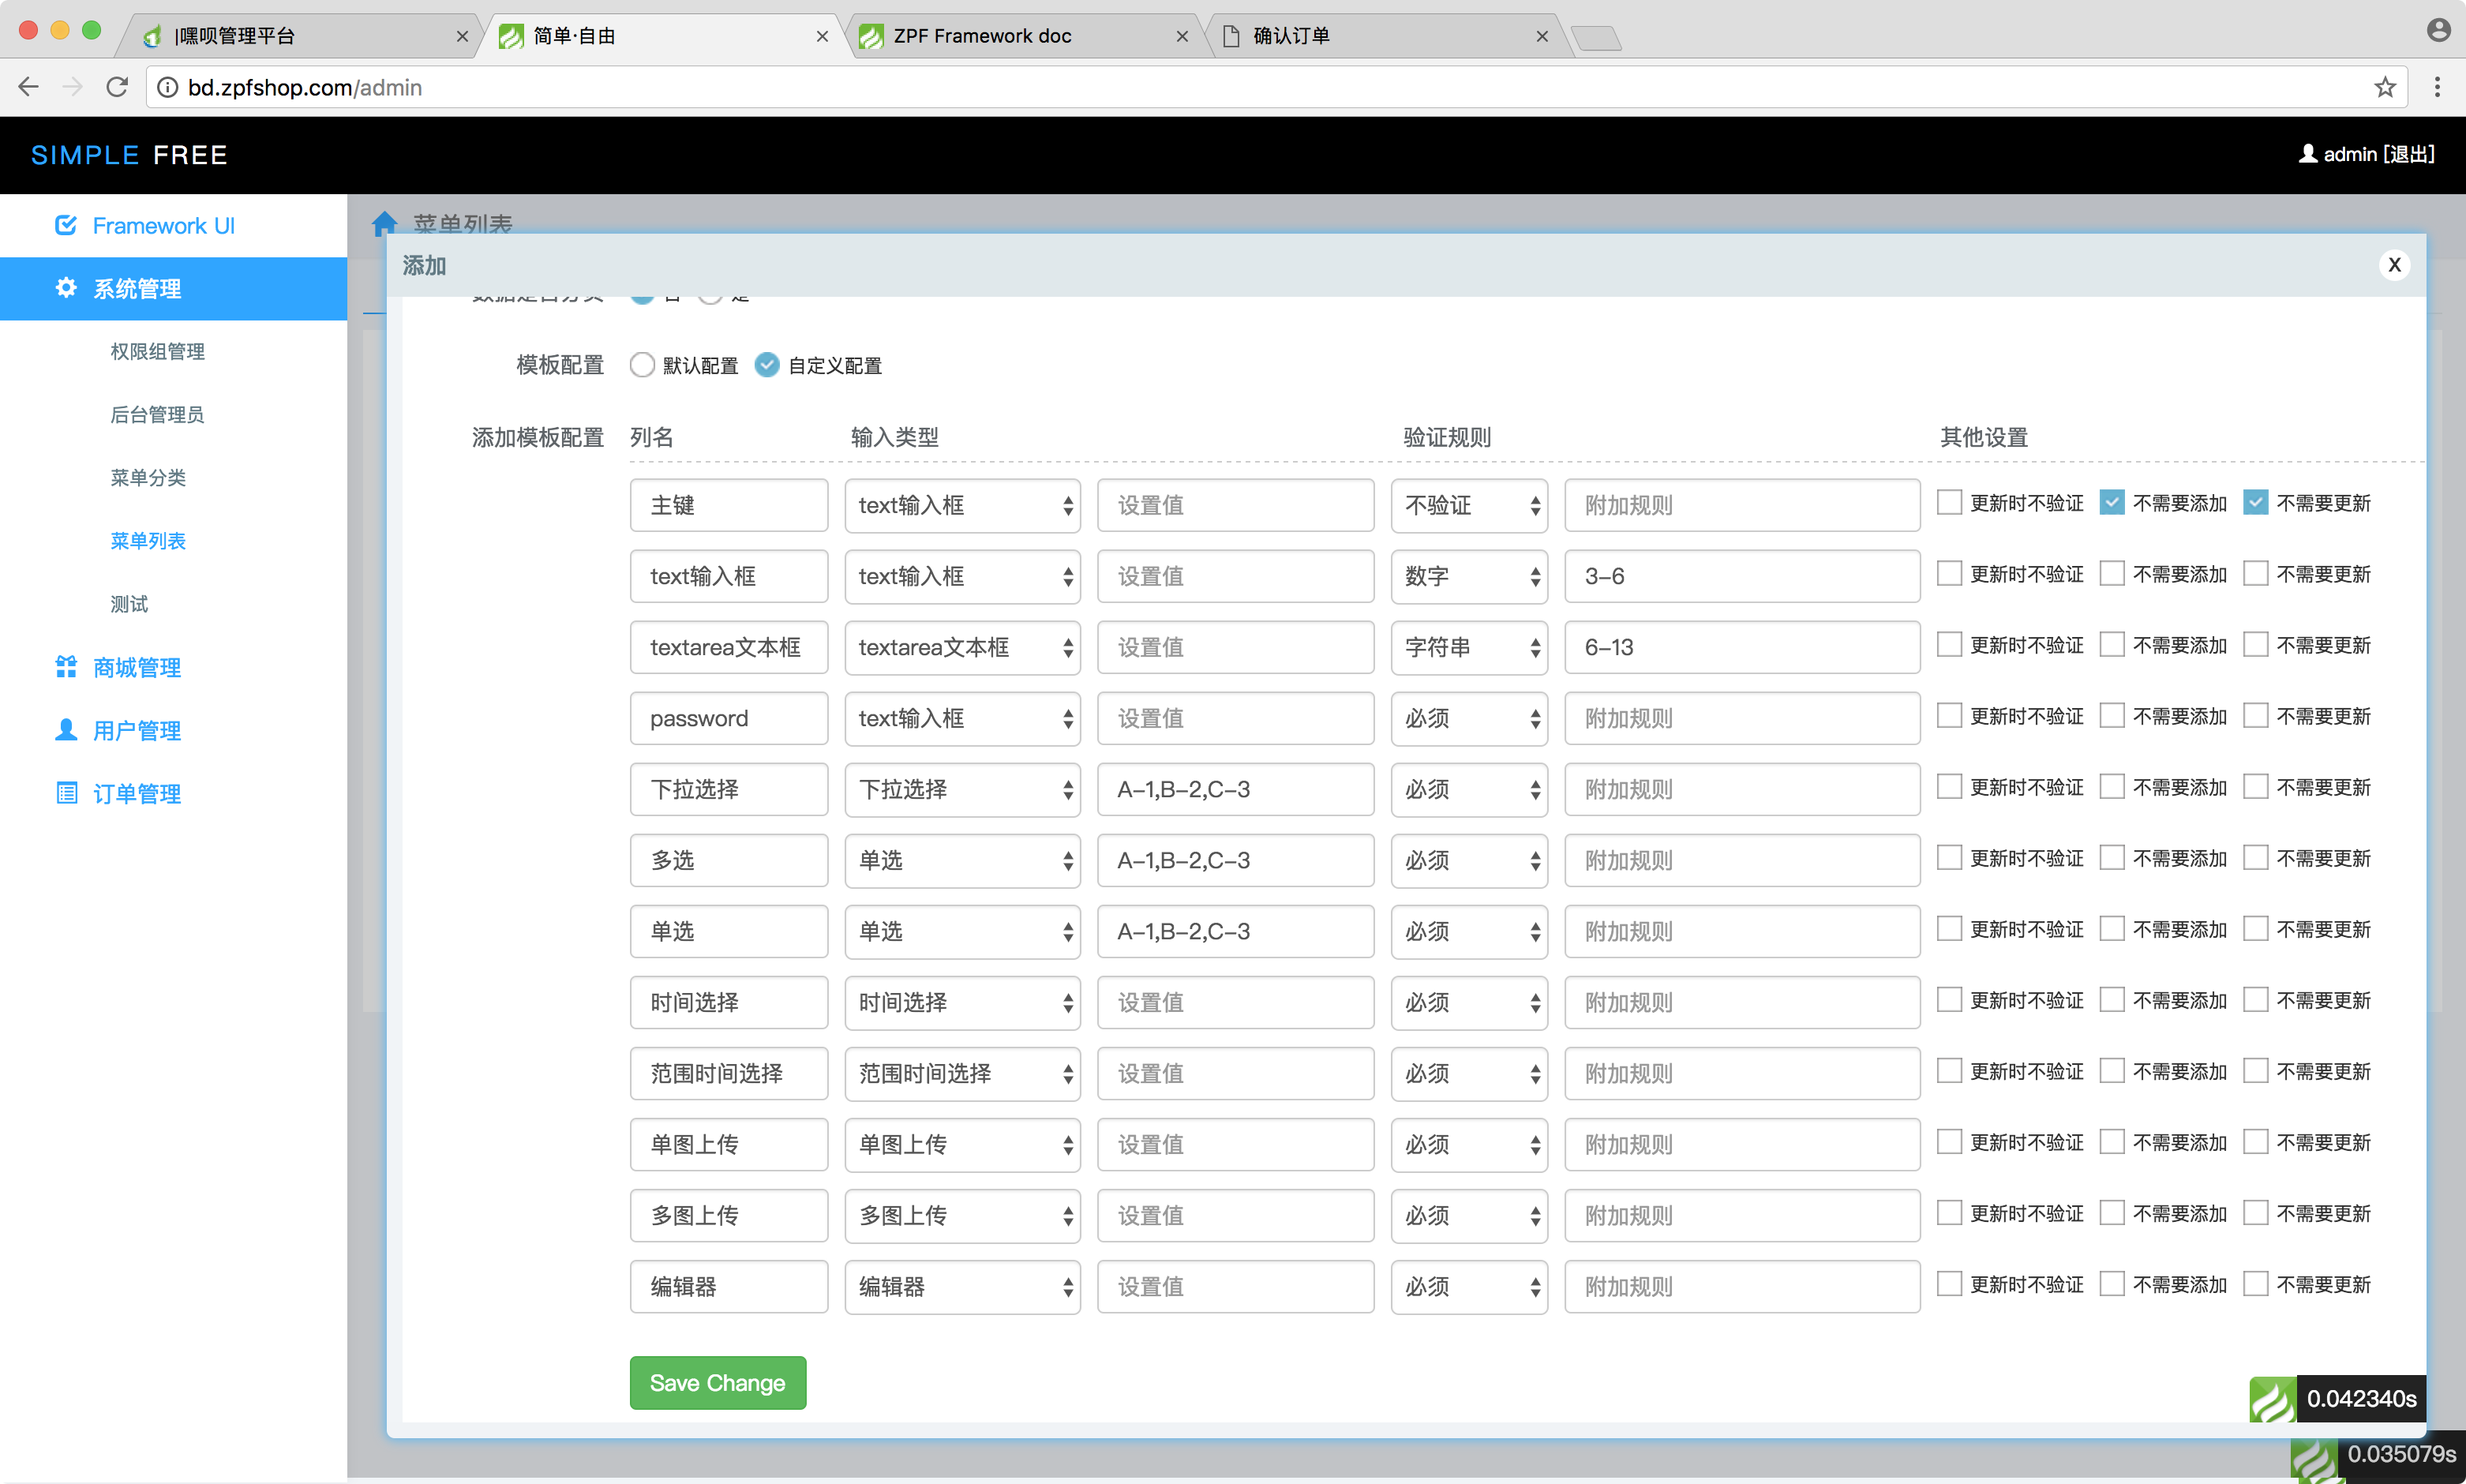 |嘿呗管理平台
简单·自由
ZPF Framework doc
确认订单
bd.zpfshop.com/admin
SIMPLE FREE
admin [退出]
Framework UI
系统管理
权限组管理
后台管理员
菜单分类
菜单列表
测试
商城管理
用户管理
订单管理
菜单列表
添加
X
数据是否分页 否 是
模板配置 默认配置 自定义配置
添加模板配置 列名 输入类型 验证规则 其他设置
主键 text输入框 设置值 不验证 附加规则 更新时不验证 不需要添加 不需要更新
text输入框 text输入框 设置值 数字 3-6 更新时不验证 不需要添加 不需要更新
textarea文本框 textarea文本框 设置值 字符串 6-13 更新时不验证 不需要添加 不需要更新
password text输入框 设置值 必须 附加规则 更新时不验证 不需要添加 不需要更新
下拉选择 下拉选择 A-1,B-2,C-3 必须 附加规则 更新时不验证 不需要添加 不需要更新
多选 单选 A-1,B-2,C-3 必须 附加规则 更新时不验证 不需要添加 不需要更新
单选 单选 A-1,B-2,C-3 必须 附加规则 更新时不验证 不需要添加 不需要更新
时间选择 时间选择 设置值 必须 附加规则 更新时不验证 不需要添加 不需要更新
范围时间选择 范围时间选择 设置值 必须 附加规则 更新时不验证 不需要添加 不需要更新
单图上传 单图上传 设置值 必须 附加规则 更新时不验证 不需要添加 不需要更新
多图上传 多图上传 设置值 必须 附加规则 更新时不验证 不需要添加 不需要更新
编辑器 编辑器 设置值 必须 附加规则 更新时不验证 不需要添加 不需要更新
Save Change
0.042340s
0.035079s